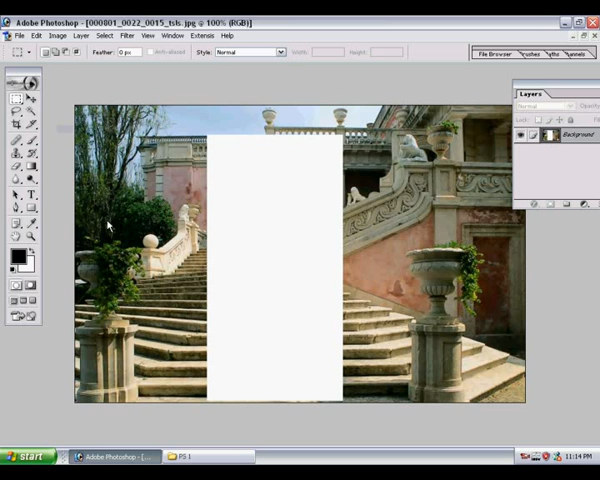 Adobe Photoshop - [000801_0022_0015_tsls.jpg @ 100% (RGB)]
File Edit Image Layer Select Filter View Window Extensis Help
Feather: 0 px Anti-aliased Style: Normal Width: Height:
File Browser Brushes Paths Channels
Layers
Normal Opacity
Lock:
Background
start Adobe Photoshop - [... PS 1 11:14 PM